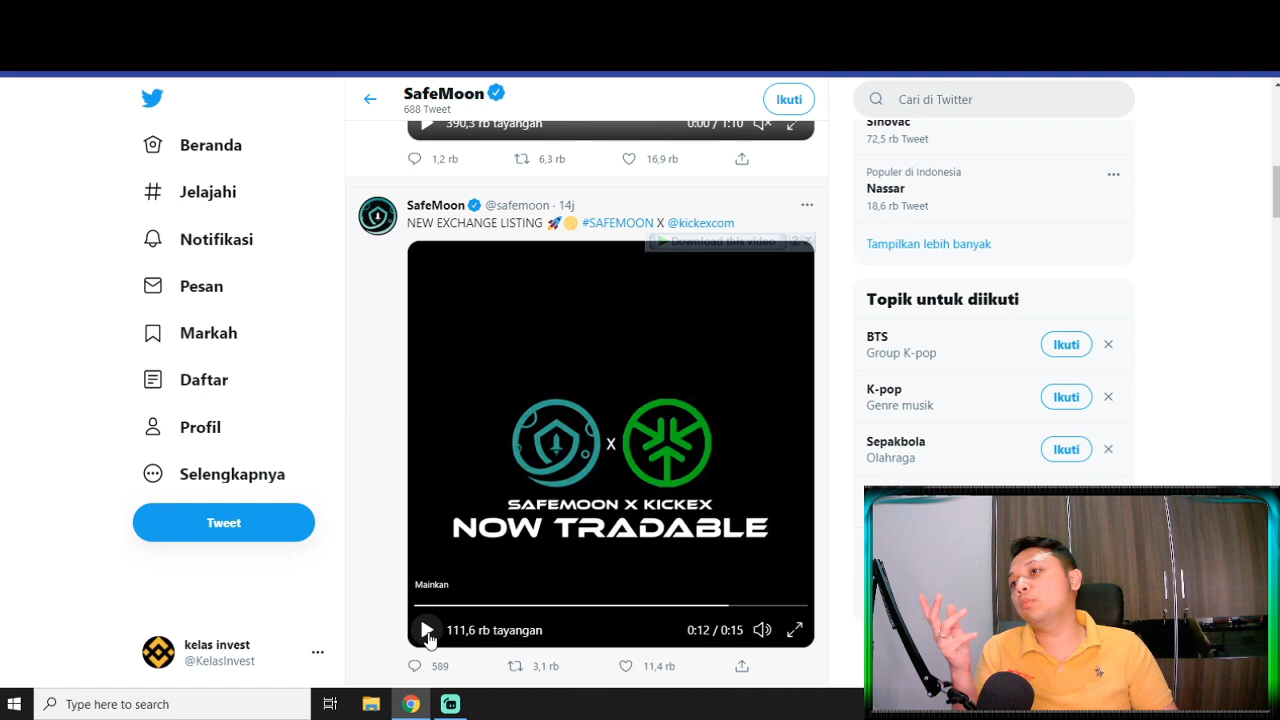 Beranda
Jelajahi
Notifikasi
Pesan
Markah
Daftar
Profil
Selengkapnya
Tweet
kelas invest
@KelasInvest
SafeMoon
688 Tweet
Ikuti
390,3 rb tayangan
0:00 / 1:10
1,2 rb
6,3 rb
16,9 rb
SafeMoon @safemoon · 14j
NEW EXCHANGE LISTING 🚀🌕 #SAFEMOON X @kickexcom
Download this video ? X
X
SAFEMOON X KICKEX
NOW TRADABLE
Mainkan
111,6 rb tayangan
0:12 / 0:15
589
3,1 rb
11,4 rb
Cari di Twitter
Sinovac
72,5 rb Tweet
Populer di Indonesia
Nassar
18,6 rb Tweet
Tampilkan lebih banyak
Topik untuk diikuti
BTS
Group K-pop
Ikuti
K-pop
Genre musik
Ikuti
Sepakbola
Olahraga
Ikuti
Type here to search